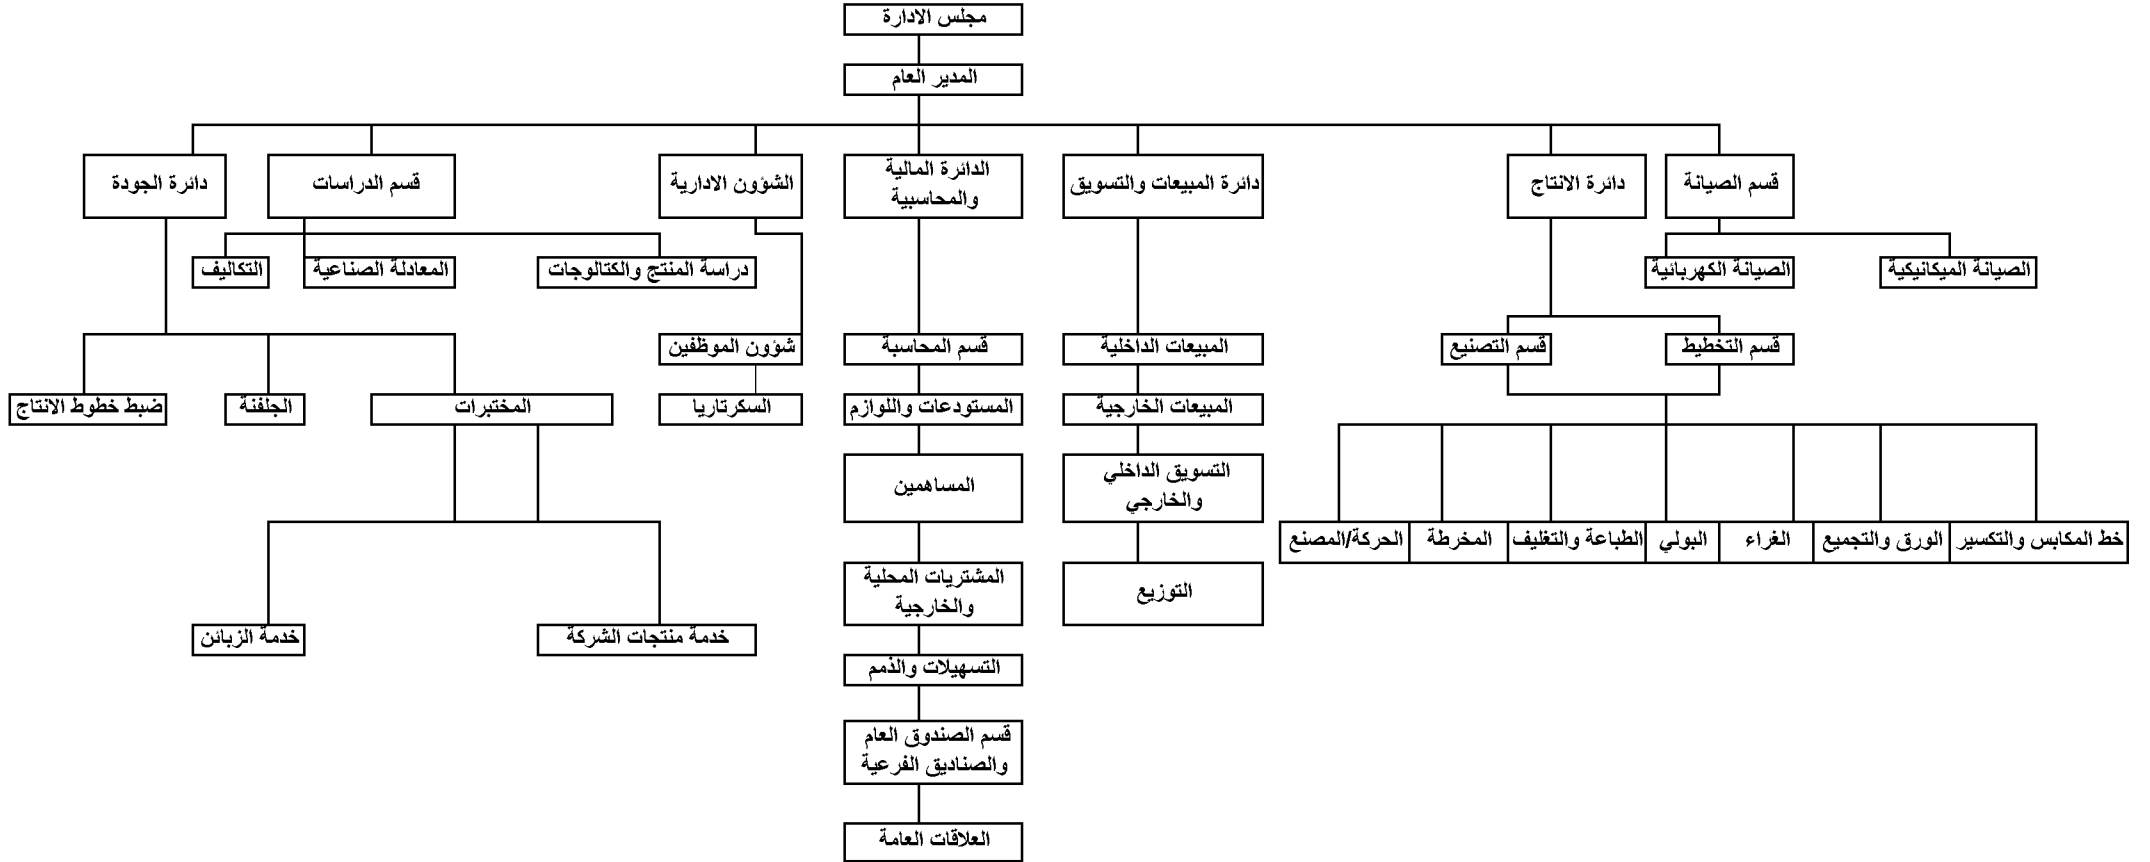 مجلس الادارة
المدير العام
قسم الصيانة
دائرة الانتاج
دائرة المبيعات والتسويق
الدائرة المالية
والمحاسبية
الشؤون الادارية
قسم الدراسات
دائرة الجودة
الصيانة الميكانيكية
الصيانة الكهربائية
دراسة المنتج والكتالوجات
المعادلة الصناعية
التكاليف
قسم التخطيط
قسم التصنيع
المبيعات الداخلية
قسم المحاسبة
شؤون الموظفين
المبيعات الخارجية
المستودعات واللوازم
السكرتاريا
المختبرات
الجلفنة
ضبط خطوط الانتاج
التسويق الداخلي
والخارجي
المساهمين
خط المكابس والتكسير
الورق والتجميع
الغراء
البولي
الطباعة والتغليف
المخرطة
الحركة/المصنع
التوزيع
المشتريات المحلية
والخارجية
خدمة منتجات الشركة
خدمة الزبائن
التسهيلات والذمم
قسم الصندوق العام
والصناديق الفرعية
العلاقات العامة